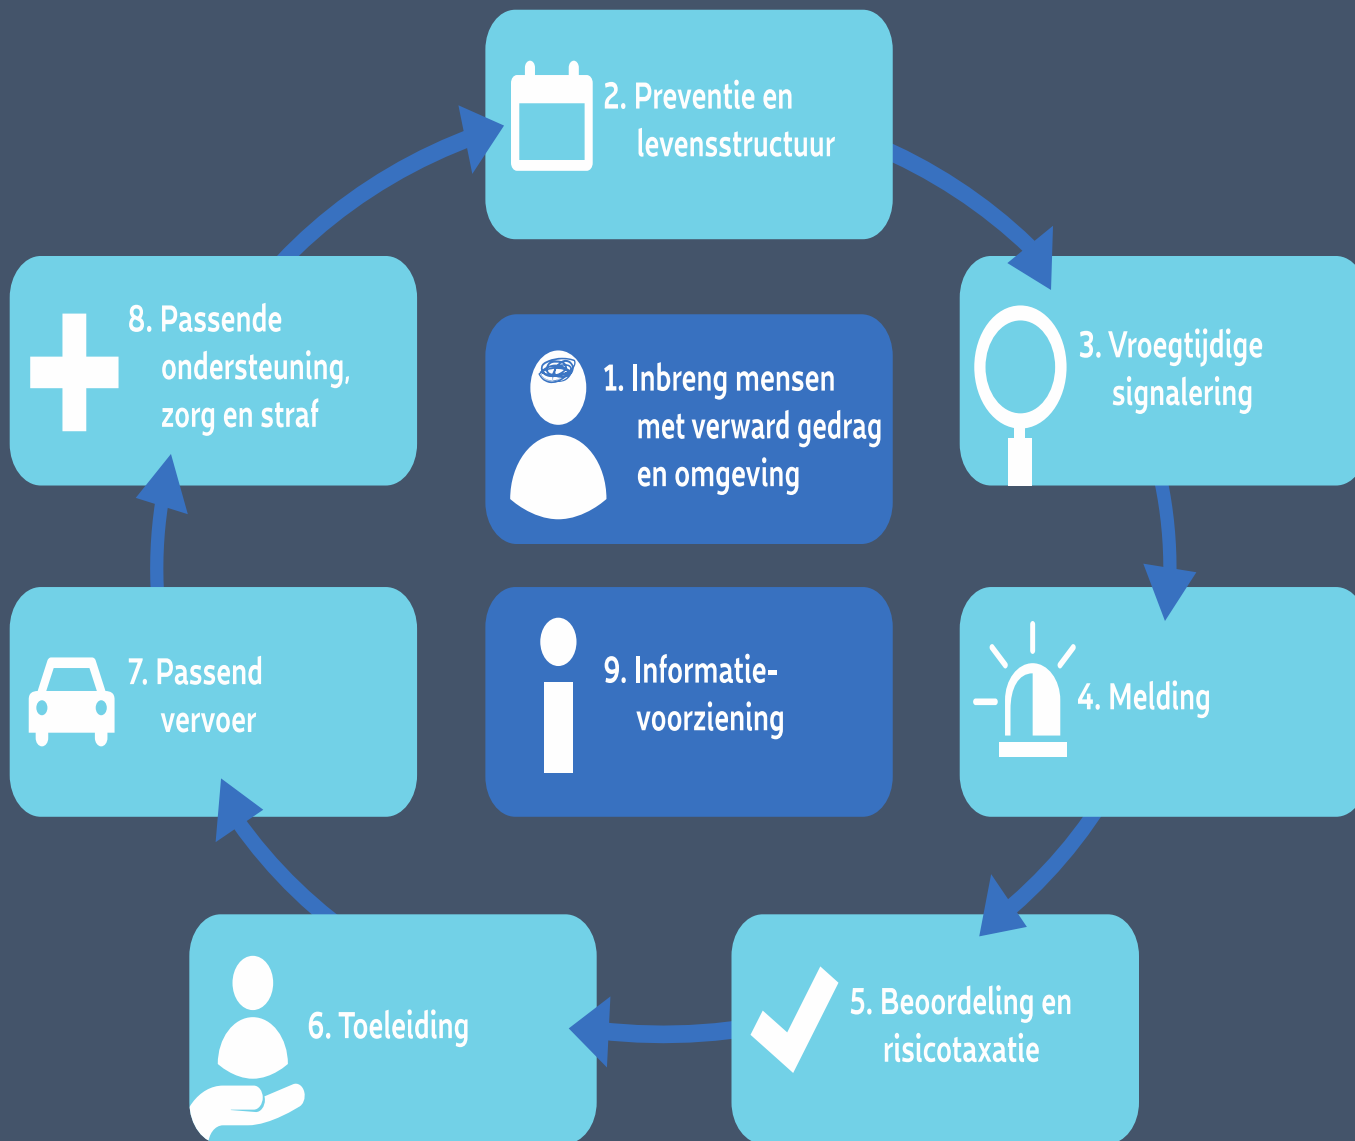 2. Preventie en
levensstructuur
8. Passende
ondersteuning,
zorg en straf
1. Inbreng mensen
met verward gedrag
en omgeving
3. Vroegtijdige
signalering
7. Passend
vervoer
9. Informatie-
voorziening
4. Melding
6. Toeleiding
5. Beoordeling en
risicotaxatie